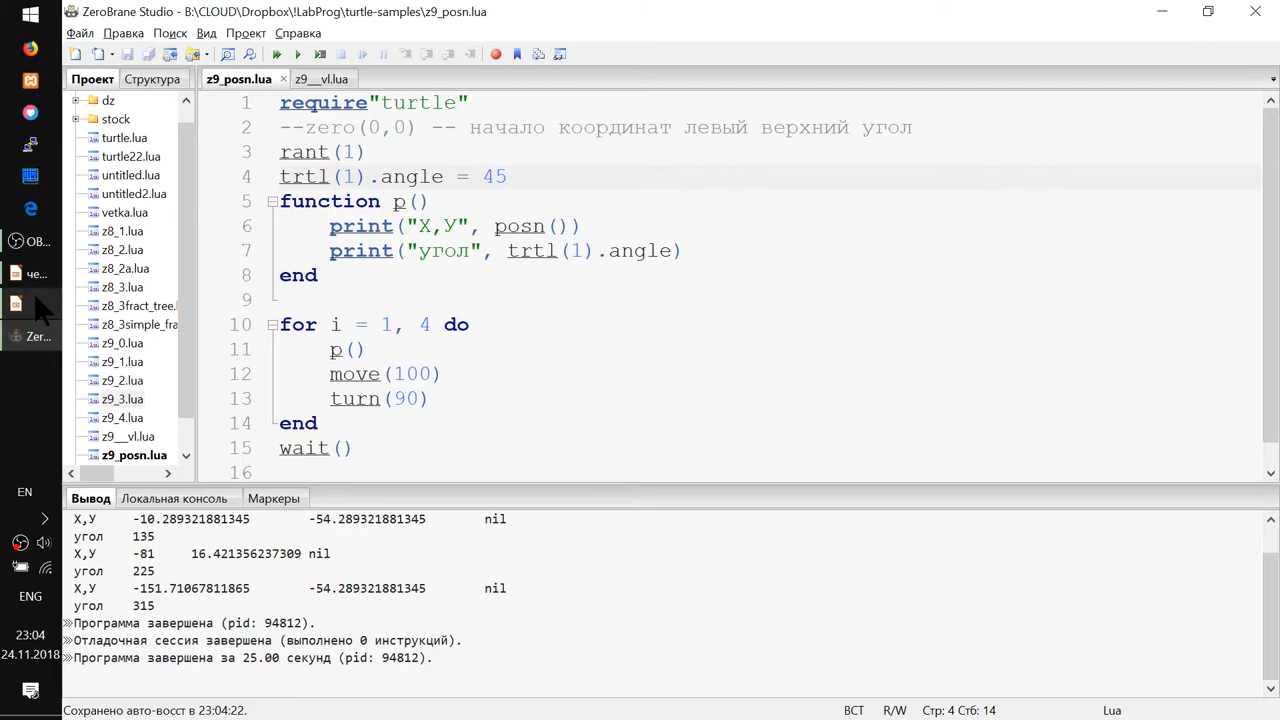 ZeroBrane Studio - B:\CLOUD\Dropbox\!LabProg\turtle-samples\z9_posn.lua
Файл Правка Поиск Вид Проект Справка
Проект Структура
z9_posn.lua z9__vl.lua
dz
stock
turtle.lua
turtle22.lua
untitled.lua
untitled2.lua
vetka.lua
z8_1.lua
z8_2.lua
z8_2a.lua
z8_3.lua
z8_3fract_tree.l
z8_3simple_fra
z9_0.lua
z9_1.lua
z9_2.lua
z9_3.lua
z9_4.lua
z9__vl.lua
z9_posn.lua
1 require"turtle"
2 --zero(0,0) -- начало координат левый верхний угол
3 rant(1)
4 trtl(1).angle = 45
5 function p()
6 print("X,У", posn())
7 print("угол", trtl(1).angle)
8 end
9
10 for i = 1, 4 do
11 p()
12 move(100)
13 turn(90)
14 end
15 wait()
16
Вывод Локальная консоль Маркеры
X,У -10.289321881345 -54.289321881345 nil
угол 135
X,У -81 16.421356237309 nil
угол 225
X,У -151.71067811865 -54.289321881345 nil
угол 315
Программа завершена (pid: 94812).
Отладочная сессия завершена (выполнено 0 инструкций).
Программа завершена за 25.00 секунд (pid: 94812).
Сохранено авто-восст в 23:04:22.
ВСТ R/W Стр: 4 Стб: 14 Lua
OB...
че...
Zer...
EN
ENG
23:04
24.11.2018